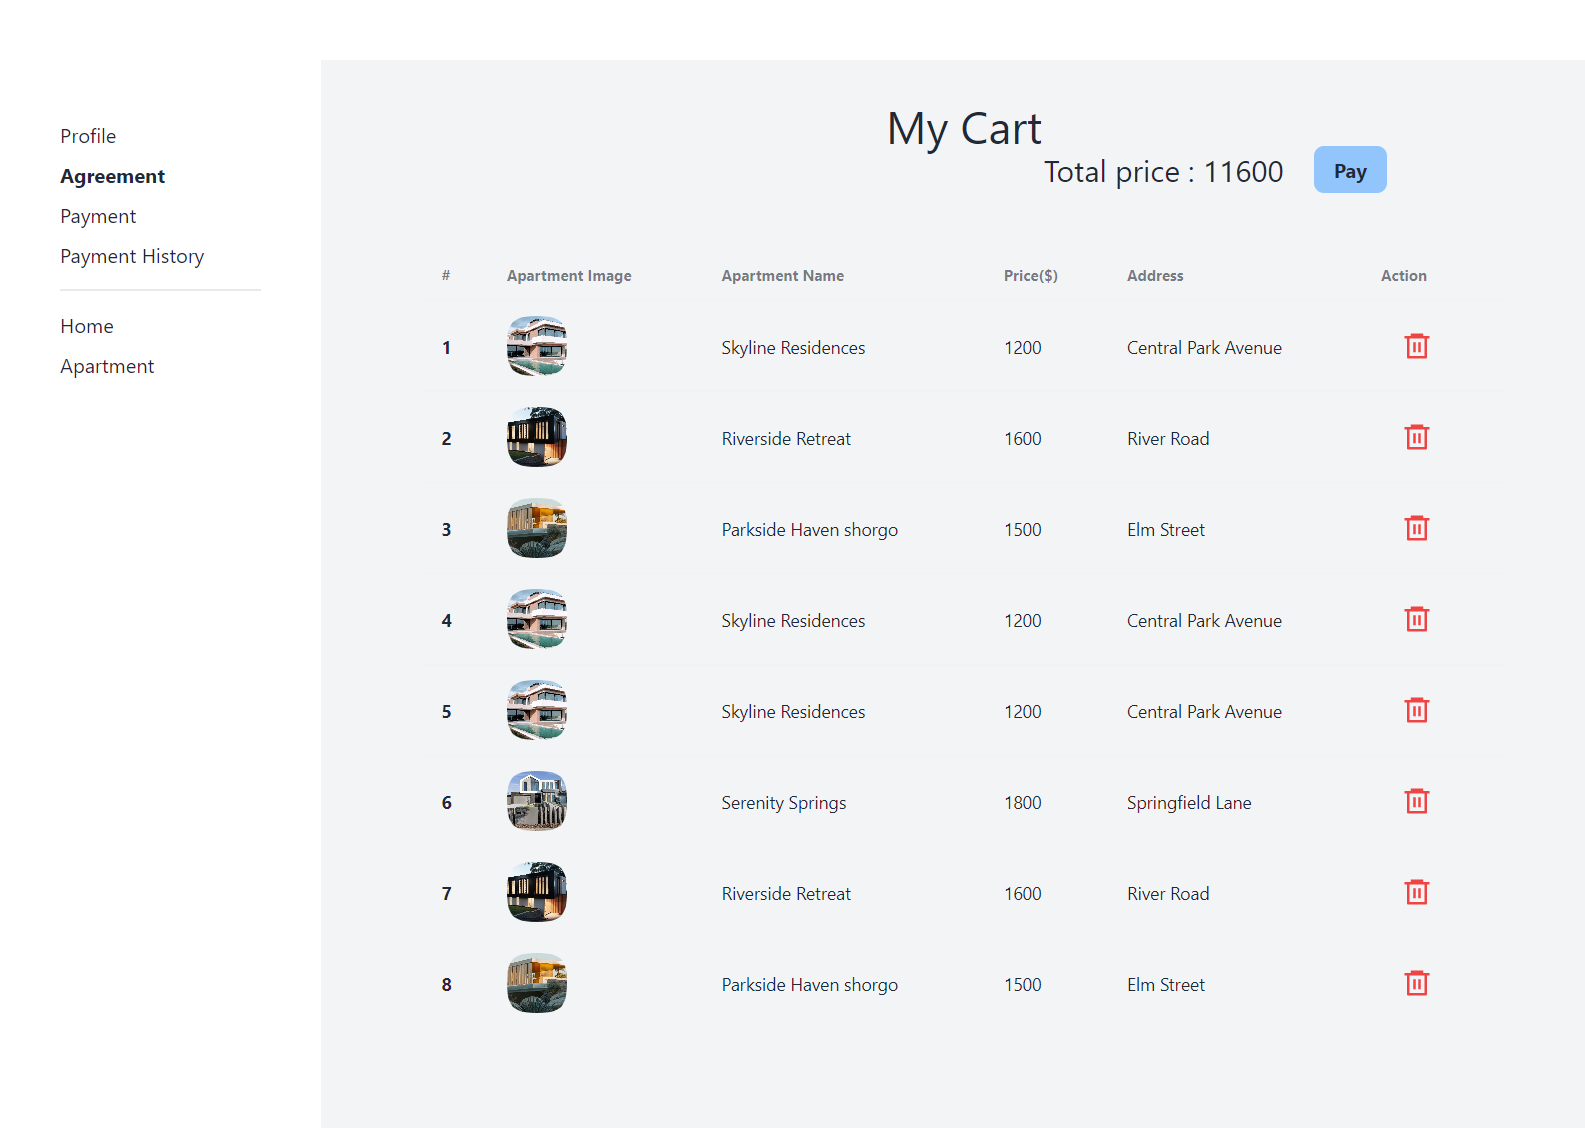 Profile
Agreement
Payment
Payment History
Home
Apartment
My Cart
Total price : 11600 Pay
# Apartment Image Apartment Name Price($) Address Action
1 Skyline Residences 1200 Central Park Avenue
2 Riverside Retreat 1600 River Road
3 Parkside Haven shorgo 1500 Elm Street
4 Skyline Residences 1200 Central Park Avenue
5 Skyline Residences 1200 Central Park Avenue
6 Serenity Springs 1800 Springfield Lane
7 Riverside Retreat 1600 River Road
8 Parkside Haven shorgo 1500 Elm Street